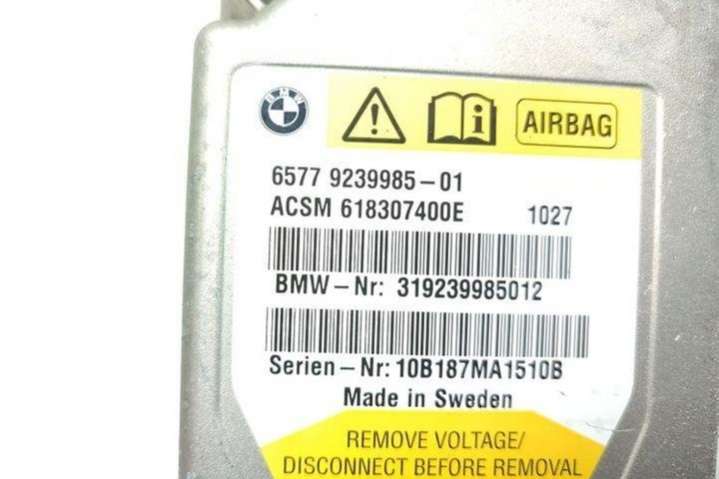 BMW
AIRBAG
6577 9239985-01
ACSM 618307400E 1027
BMW-Nr: 319239985012
Serien-Nr: 10B187MA1510B
Made in Sweden
REMOVE VOLTAGE/
DISCONNECT BEFORE REMOVAL